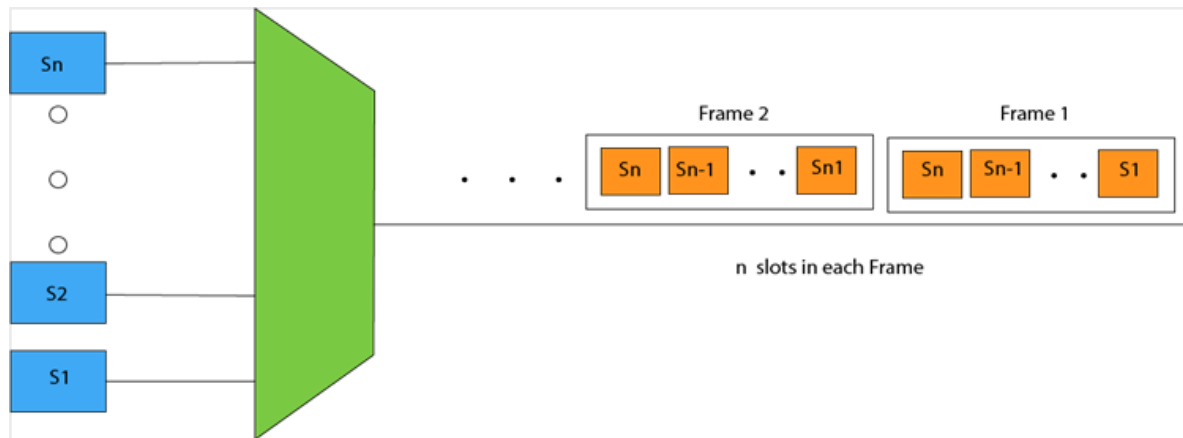 Sn
Frame 2
Frame 1
Sn Sn-1 . . Sn1
Sn Sn-1 . . S1
. . .
n slots in each Frame
S2
S1